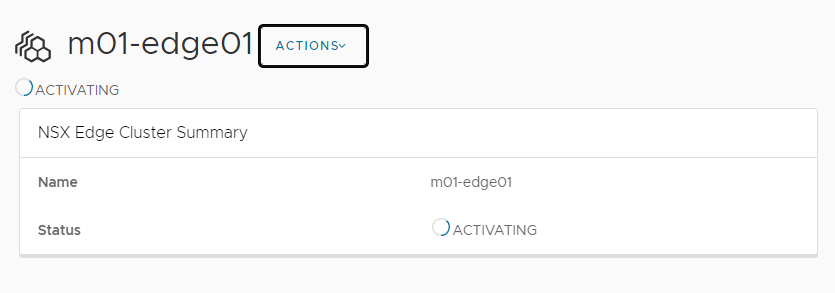 m01-edge01 ACTIONS
ACTIVATING
NSX Edge Cluster Summary
Name m01-edge01
Status ACTIVATING